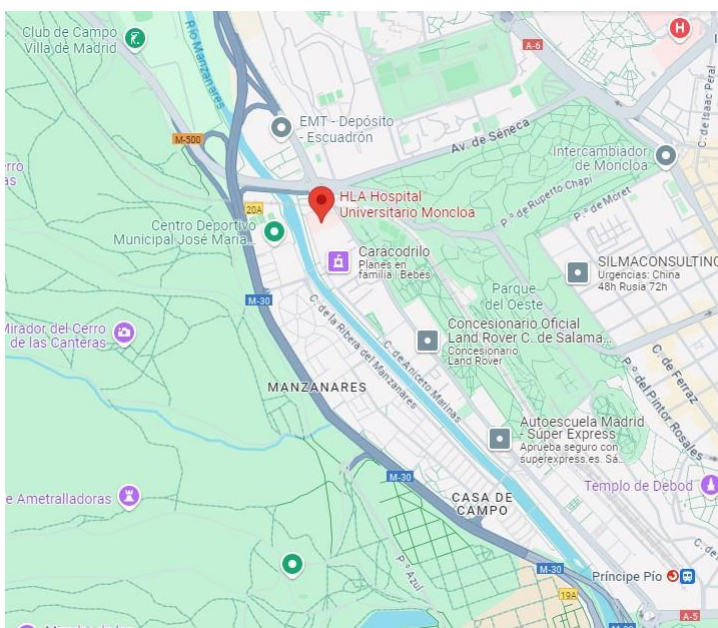 Club de Campo
Villa de Madrid
Río Manzanares
A-6
H
C. de Isaac Peral
EMT - Depósito
- Escuadrón
M-500
Av. de Séneca
Intercambiador
de Moncloa
P.º de Ruperto Chapí
P.º de Moret
HLA Hospital
Universitario Moncloa
20A
Centro Deportivo
Municipal José María...
Caracodrilo
Planes en
familia | Bebés
SILMACONSULTING
Urgencias: China
48h Rusia 72h
Parque
del Oeste
M-30
Mirador del Cerro
de las Canteras
C. de la Ribera del Manzanares
Concesionario Oficial
Land Rover C. de Salama...
Concesionario
Land Rover
C. de Aniceto Marinas
C. de Ferraz
P.º del Pintor Rosales
MANZANARES
Autoescuela Madrid
- Súper Express
Aprueba seguro con
superexpress.es. Sá...
M-30
Templo de Debod
e Ametralladoras
CASA DE
CAMPO
P.º Azul
M-30
Príncipe Pío
19A
A-5